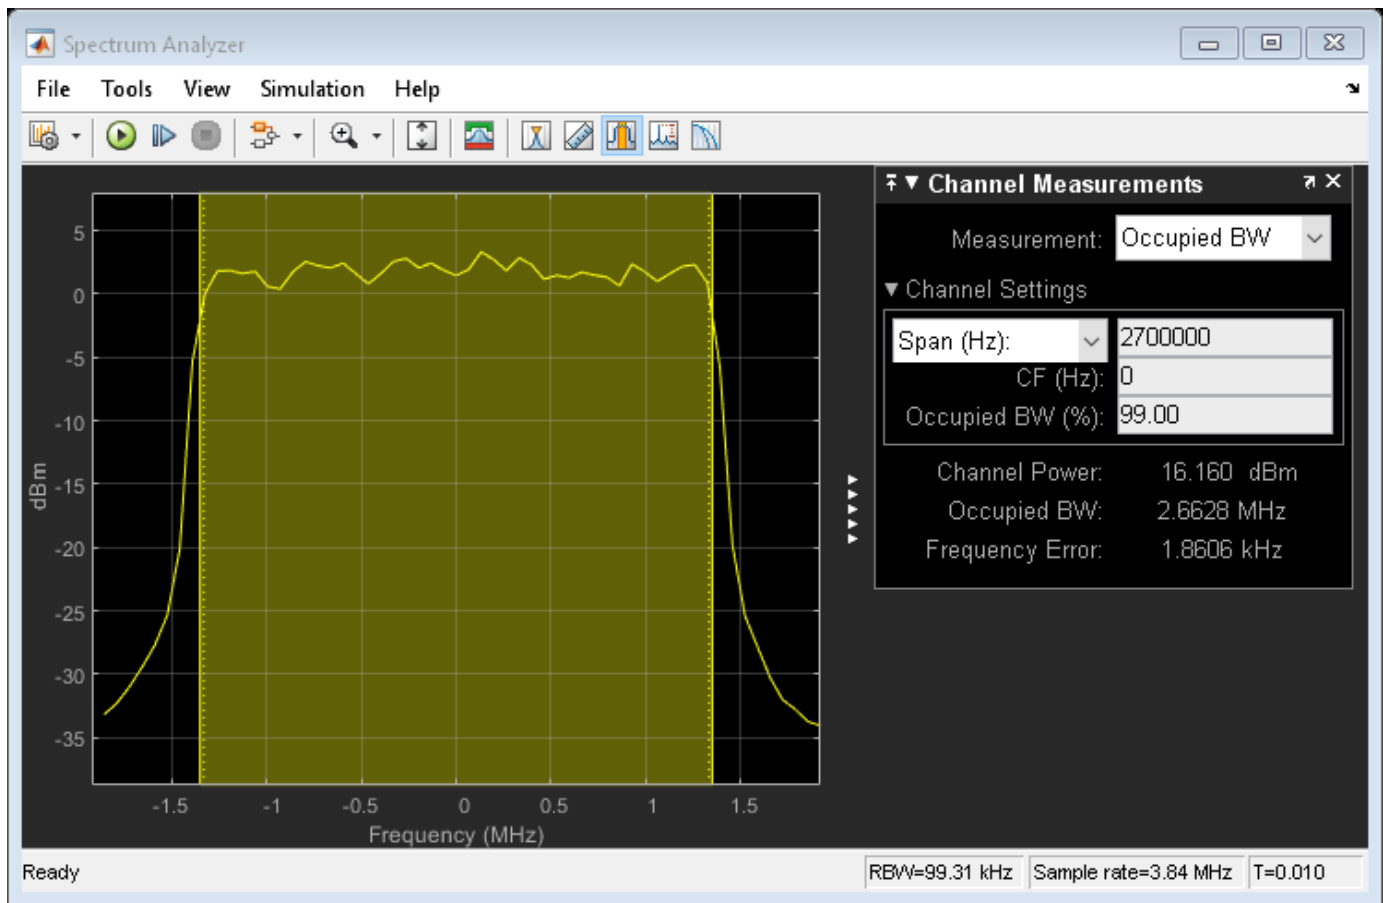 Spectrum Analyzer
File Tools View Simulation Help
Channel Measurements
Measurement: Occupied BW
Channel Settings
Span (Hz): 2700000
CF (Hz): 0
Occupied BW (%): 99.00
Channel Power: 16.160 dBm
Occupied BW: 2.6628 MHz
Frequency Error: 1.8606 kHz
5
0
-5
-10
-15
-20
-25
-30
-35
dBm
-1.5 -1 -0.5 0 0.5 1 1.5
Frequency (MHz)
Ready RBW=99.31 kHz Sample rate=3.84 MHz T=0.010